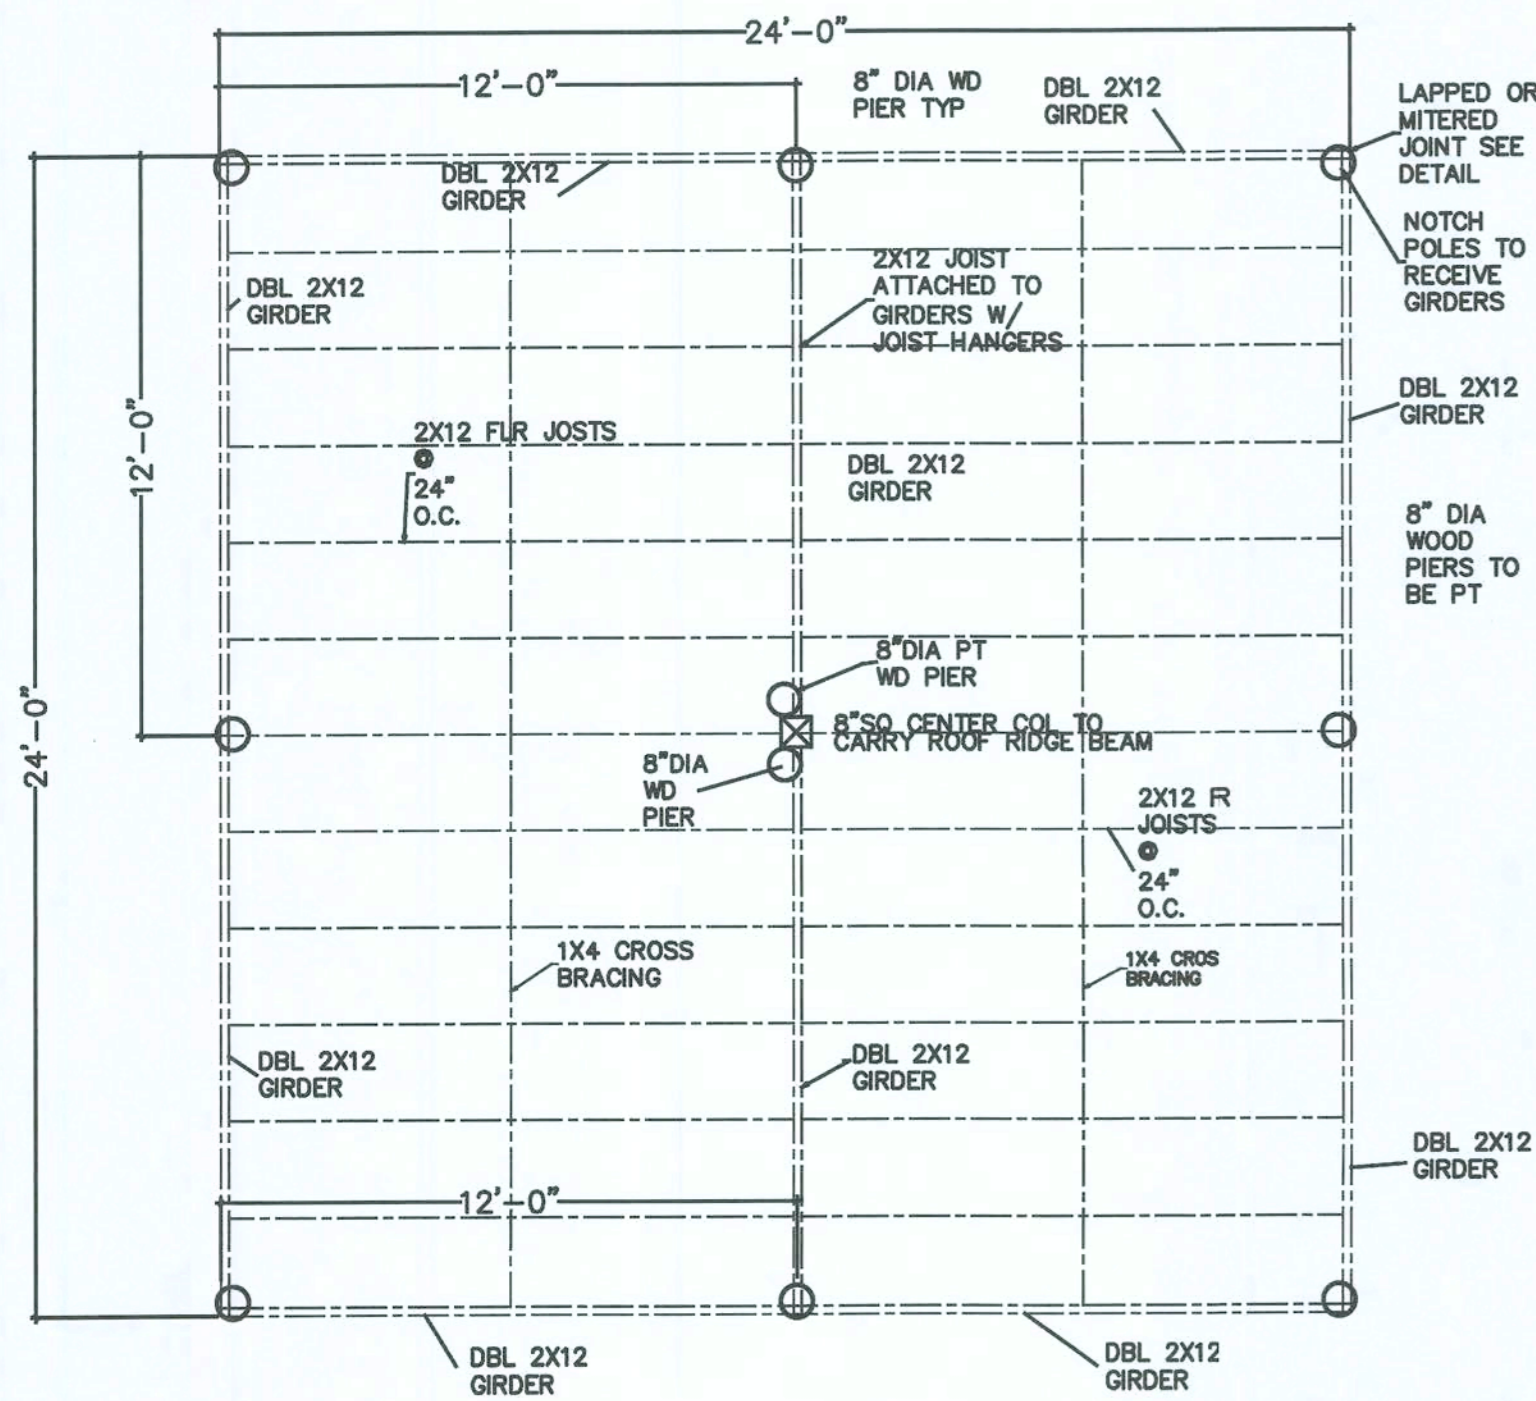 24'-0"
12'-0"
8" DIA WD
PIER TYP
DBL 2X12
GIRDER
LAPPED OR
MITERED
JOINT SEE
DETAIL
DBL 2X12
GIRDER
NOTCH
POLES TO
RECEIVE
GIRDERS
2X12 JOIST
ATTACHED TO
GIRDERS W/
JOIST HANGERS
DBL 2X12
GIRDER
12'-0"
DBL 2X12
GIRDER
2X12 FLR JOSTS
@
24"
O.C.
DBL 2X12
GIRDER
8" DIA
WOOD
PIERS TO
BE PT
24'-0"
8"DIA PT
WD PIER
8"SQ CENTER COL TO
CARRY ROOF RIDGE BEAM
8"DIA
WD
PIER
2X12 FR
JOISTS
@
24"
O.C.
1X4 CROSS
BRACING
1X4 CROS
BRACING
DBL 2X12
GIRDER
DBL 2X12
GIRDER
DBL 2X12
GIRDER
12'-0"
DBL 2X12
GIRDER
DBL 2X12
GIRDER